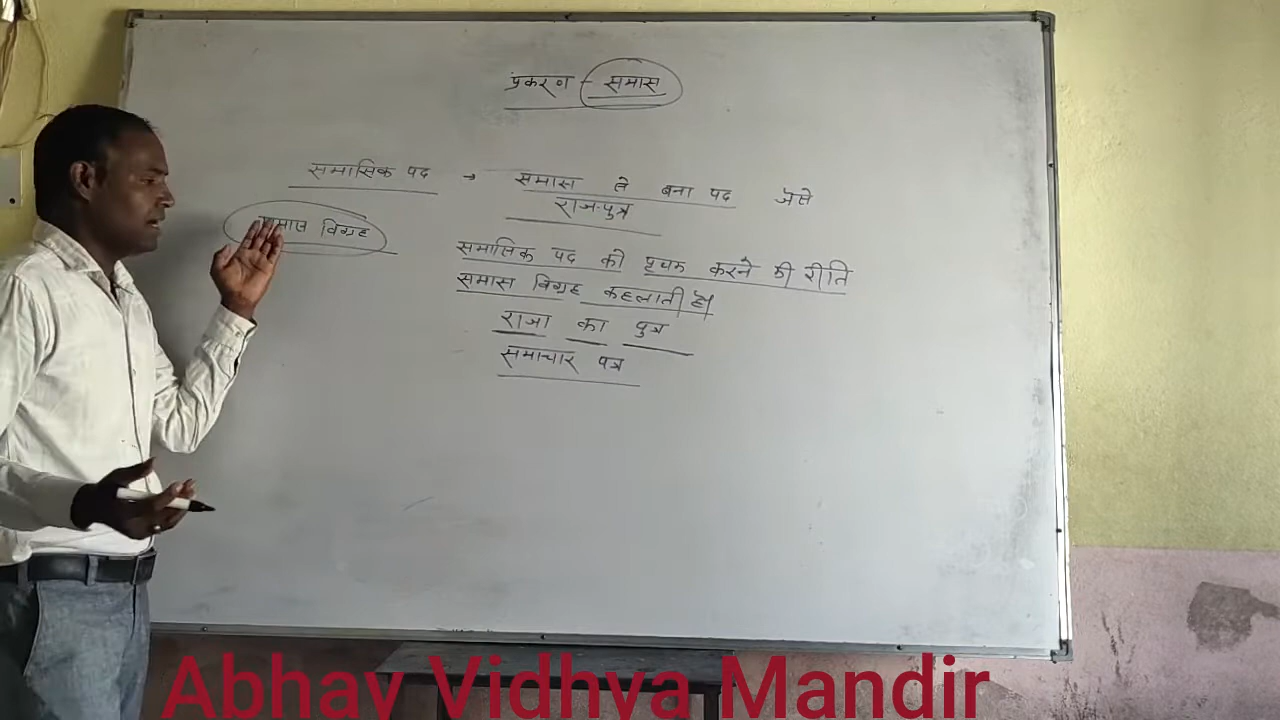 प्रकरण - समास
समासिक पद → समास से बना पद जैसे
राज-पुत्र
समास विग्रह
समासिक पद को पृथक करने की रीति
समास विग्रह कहलाती है।
राजा का पुत्र
समाचार पत्र
Abhay Vidhya Mandir